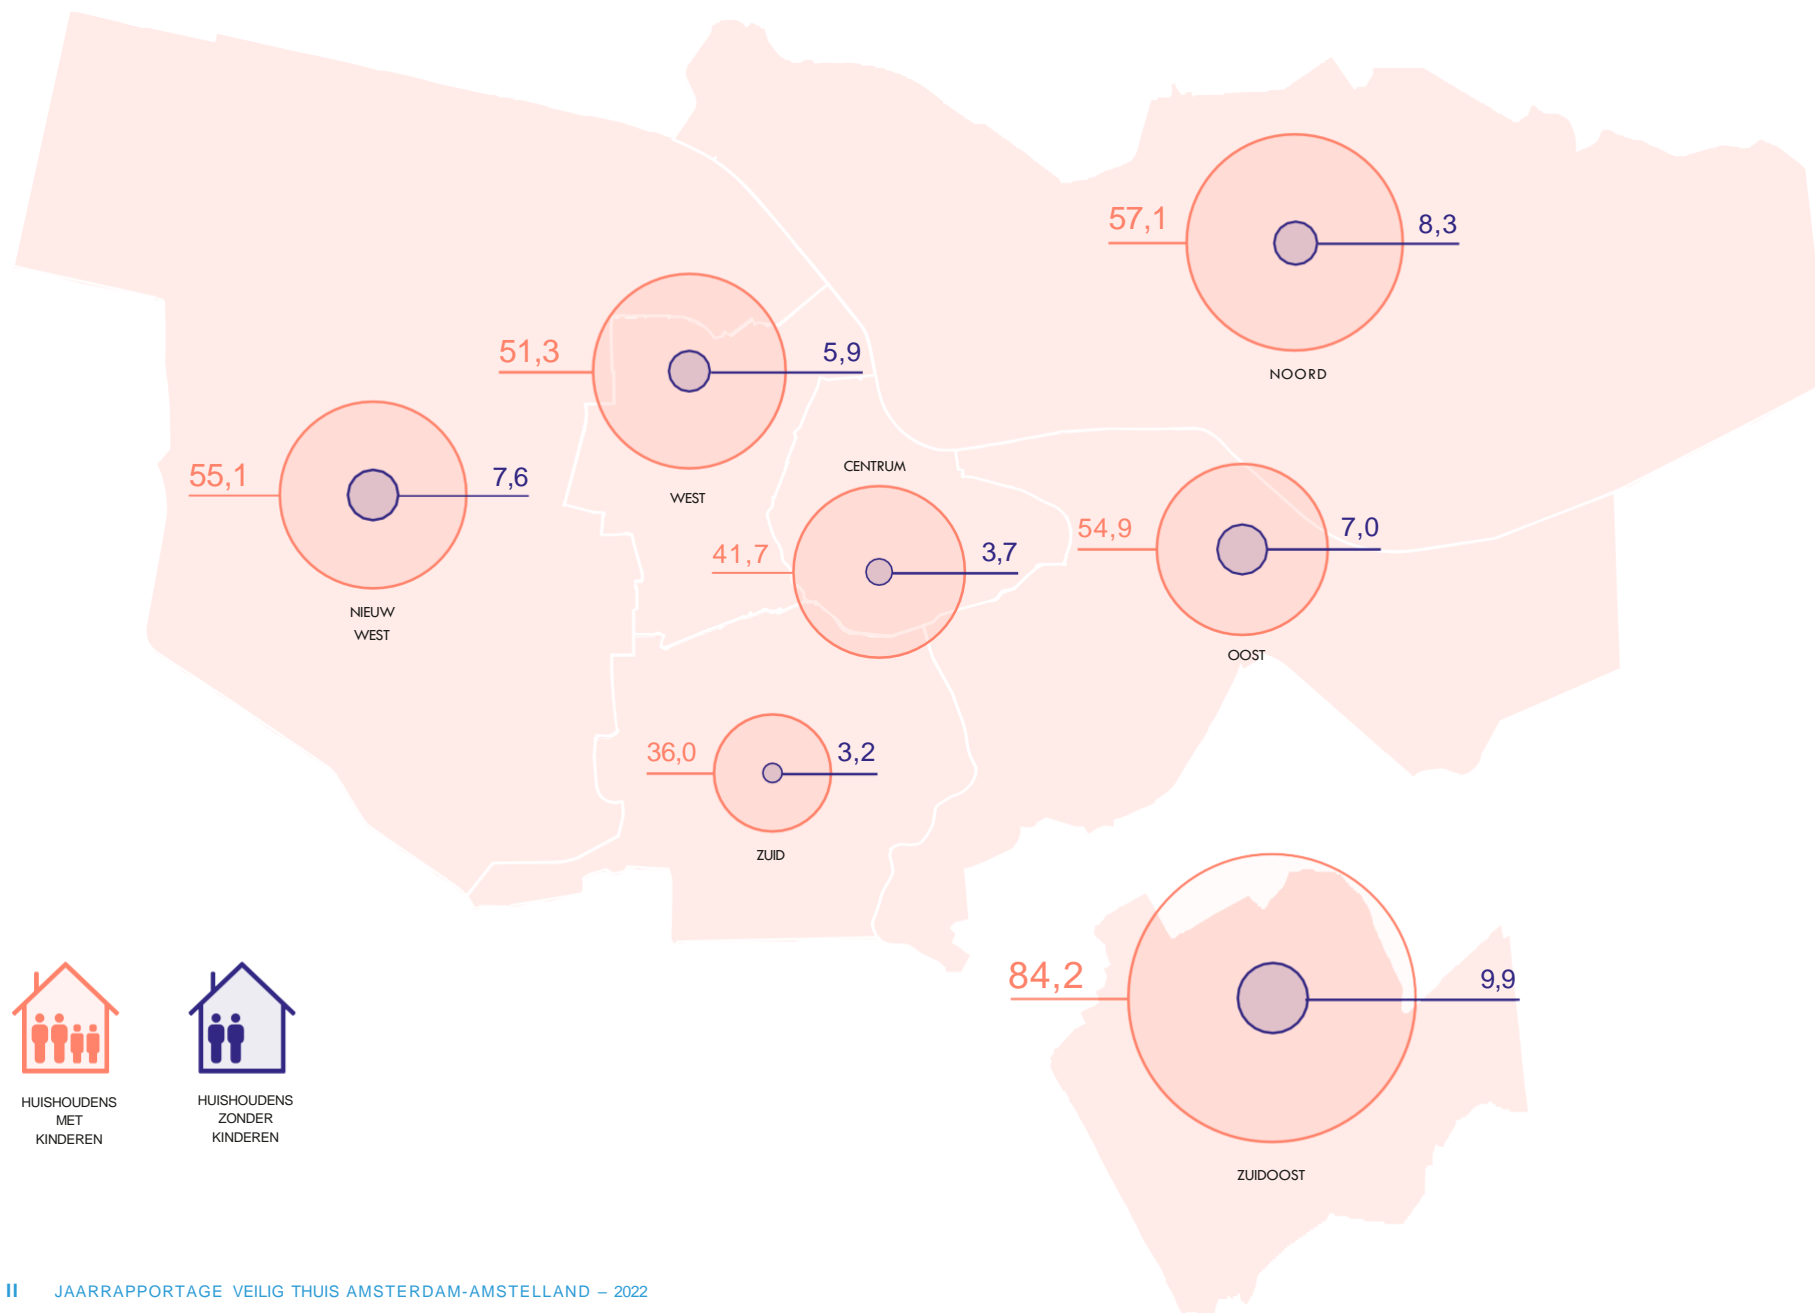 57,1
8,3
NOORD
51,3
5,9
WEST
55,1
7,6
NIEUW
WEST
CENTRUM
41,7
3,7
54,9
7,0
OOST
36,0
3,2
ZUID
84,2
9,9
ZUIDOOST
HUISHOUDENS
MET
KINDEREN
HUISHOUDENS
ZONDER
KINDEREN
II JAARRAPPORTAGE VEILIG THUIS AMSTERDAM-AMSTELLAND – 2022